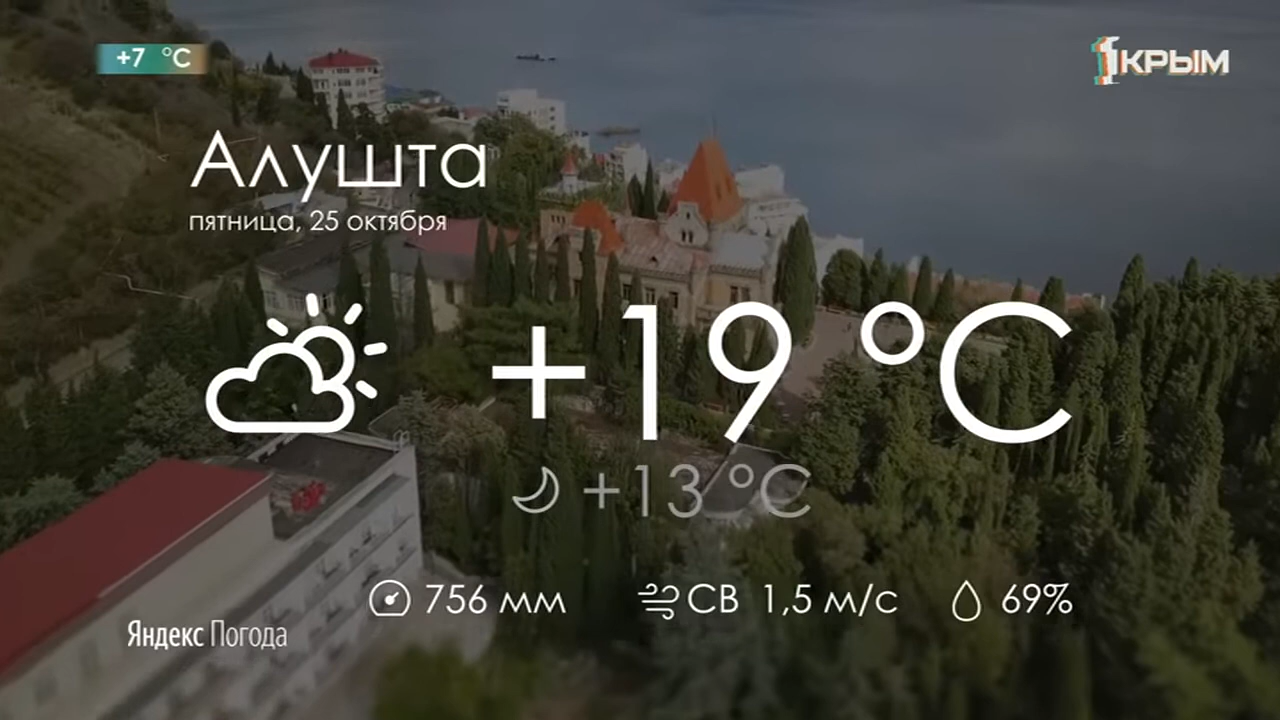 +7 °C
1КРЫМ
Алушта
пятница, 25 октября
+19 °C
+13 °C
756 мм
СВ 1,5 м/с
69%
Яндекс Погода